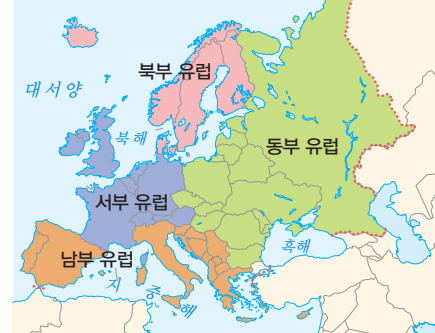 북부 유럽
대서양
북해
동부 유럽
서부 유럽
흑해
남부 유럽
지중해